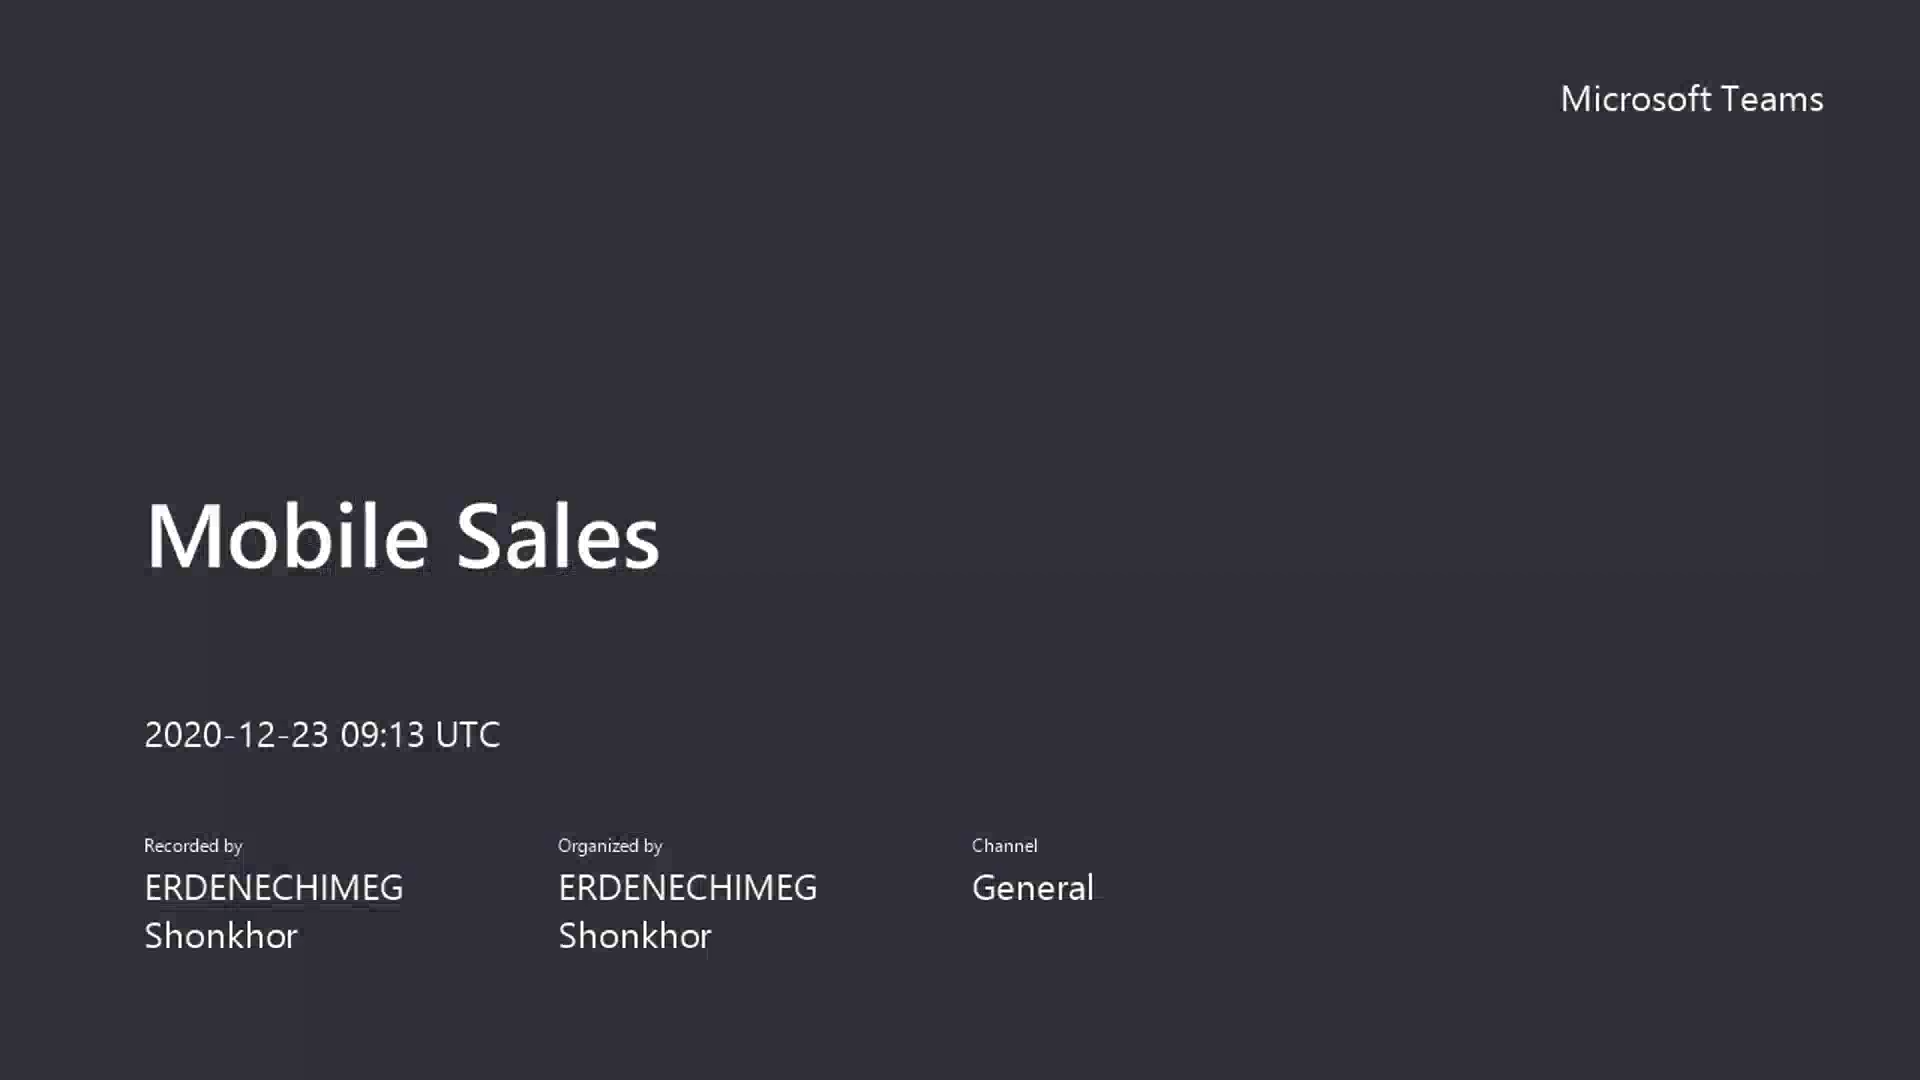 Microsoft Teams
Mobile Sales
2020-12-23 09:13 UTC
Recorded by
ERDENECHIMEG
Shonkhor
Organized by
ERDENECHIMEG
Shonkhor
Channel
General